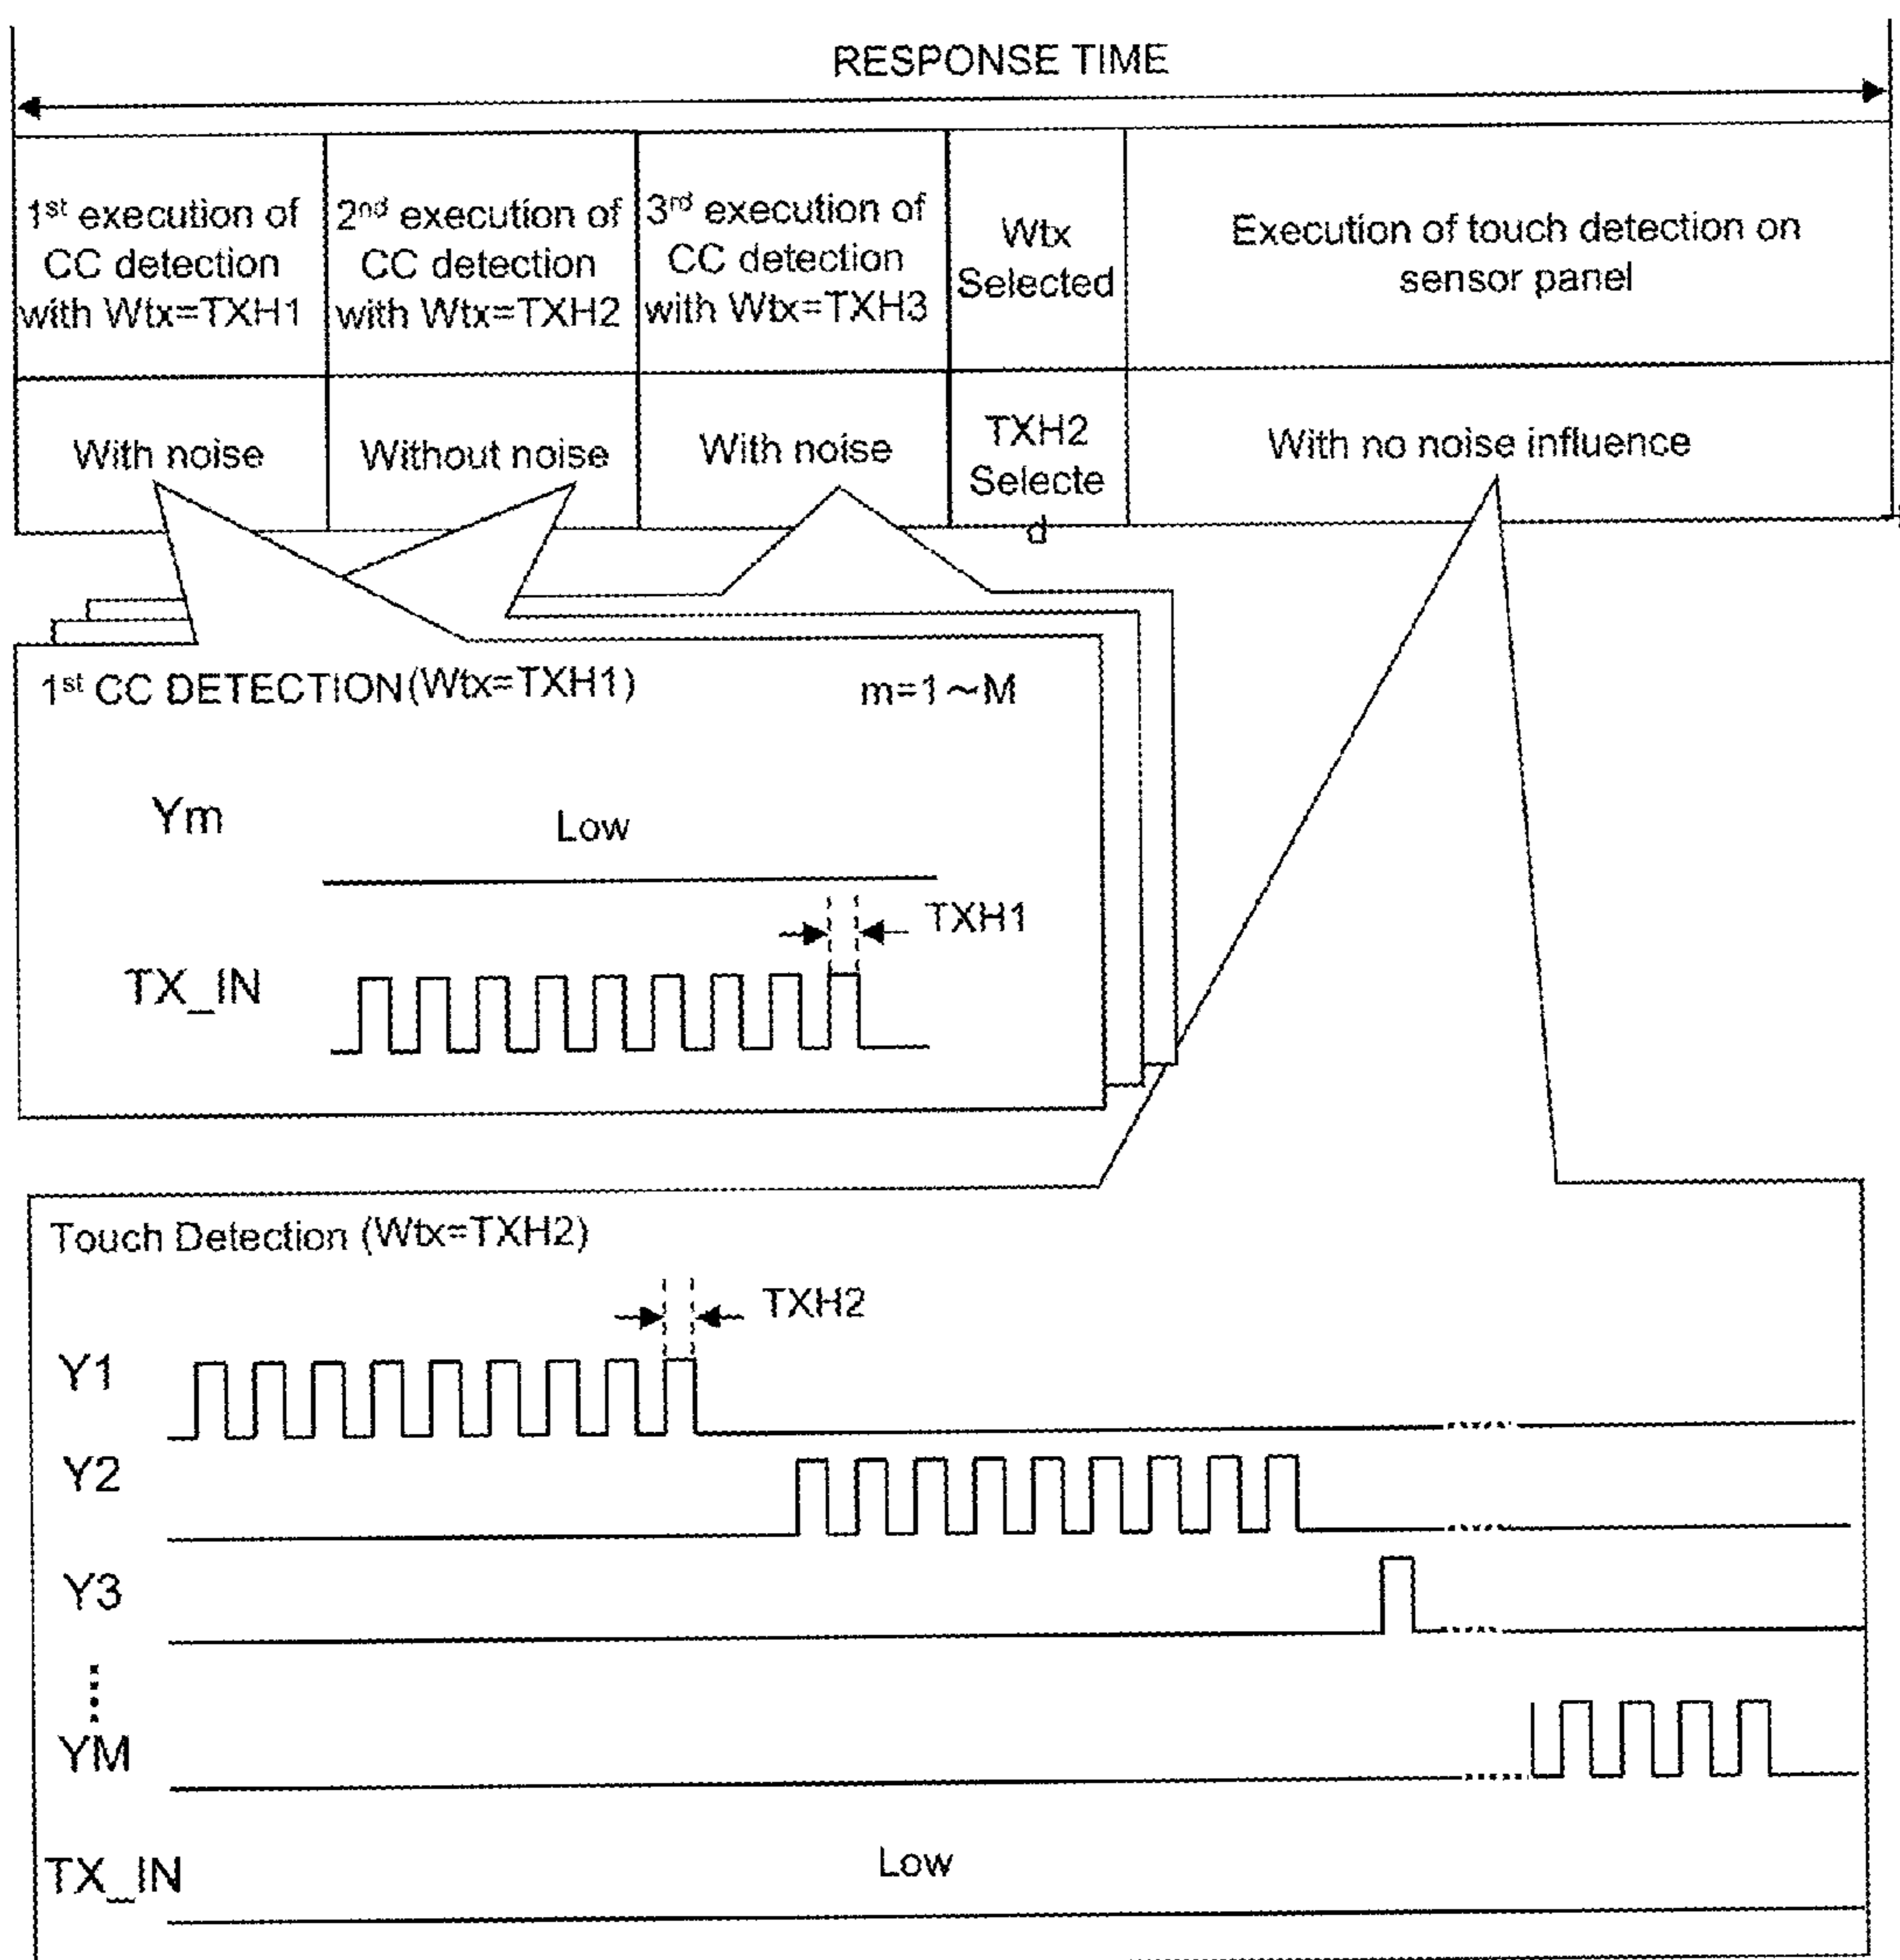 RESPONSE TIME
1st execution of
CC detection
with Wtx=TXH1
2nd execution of
CC detection
with Wtx=TXH2
3rd execution of
CC detection
with Wtx=TXH3
Wtx
Selected
Execution of touch detection on
sensor panel
With noise
Without noise
With noise
TXH2
Selecte
d
With no noise influence
1st CC DETECTION(Wtx=TXH1)
m=1~M
Ym
Low
TXH1
TX_IN
Touch Detection (Wtx=TXH2)
TXH2
Y1
Y2
Y3
YM
TX_IN
Low